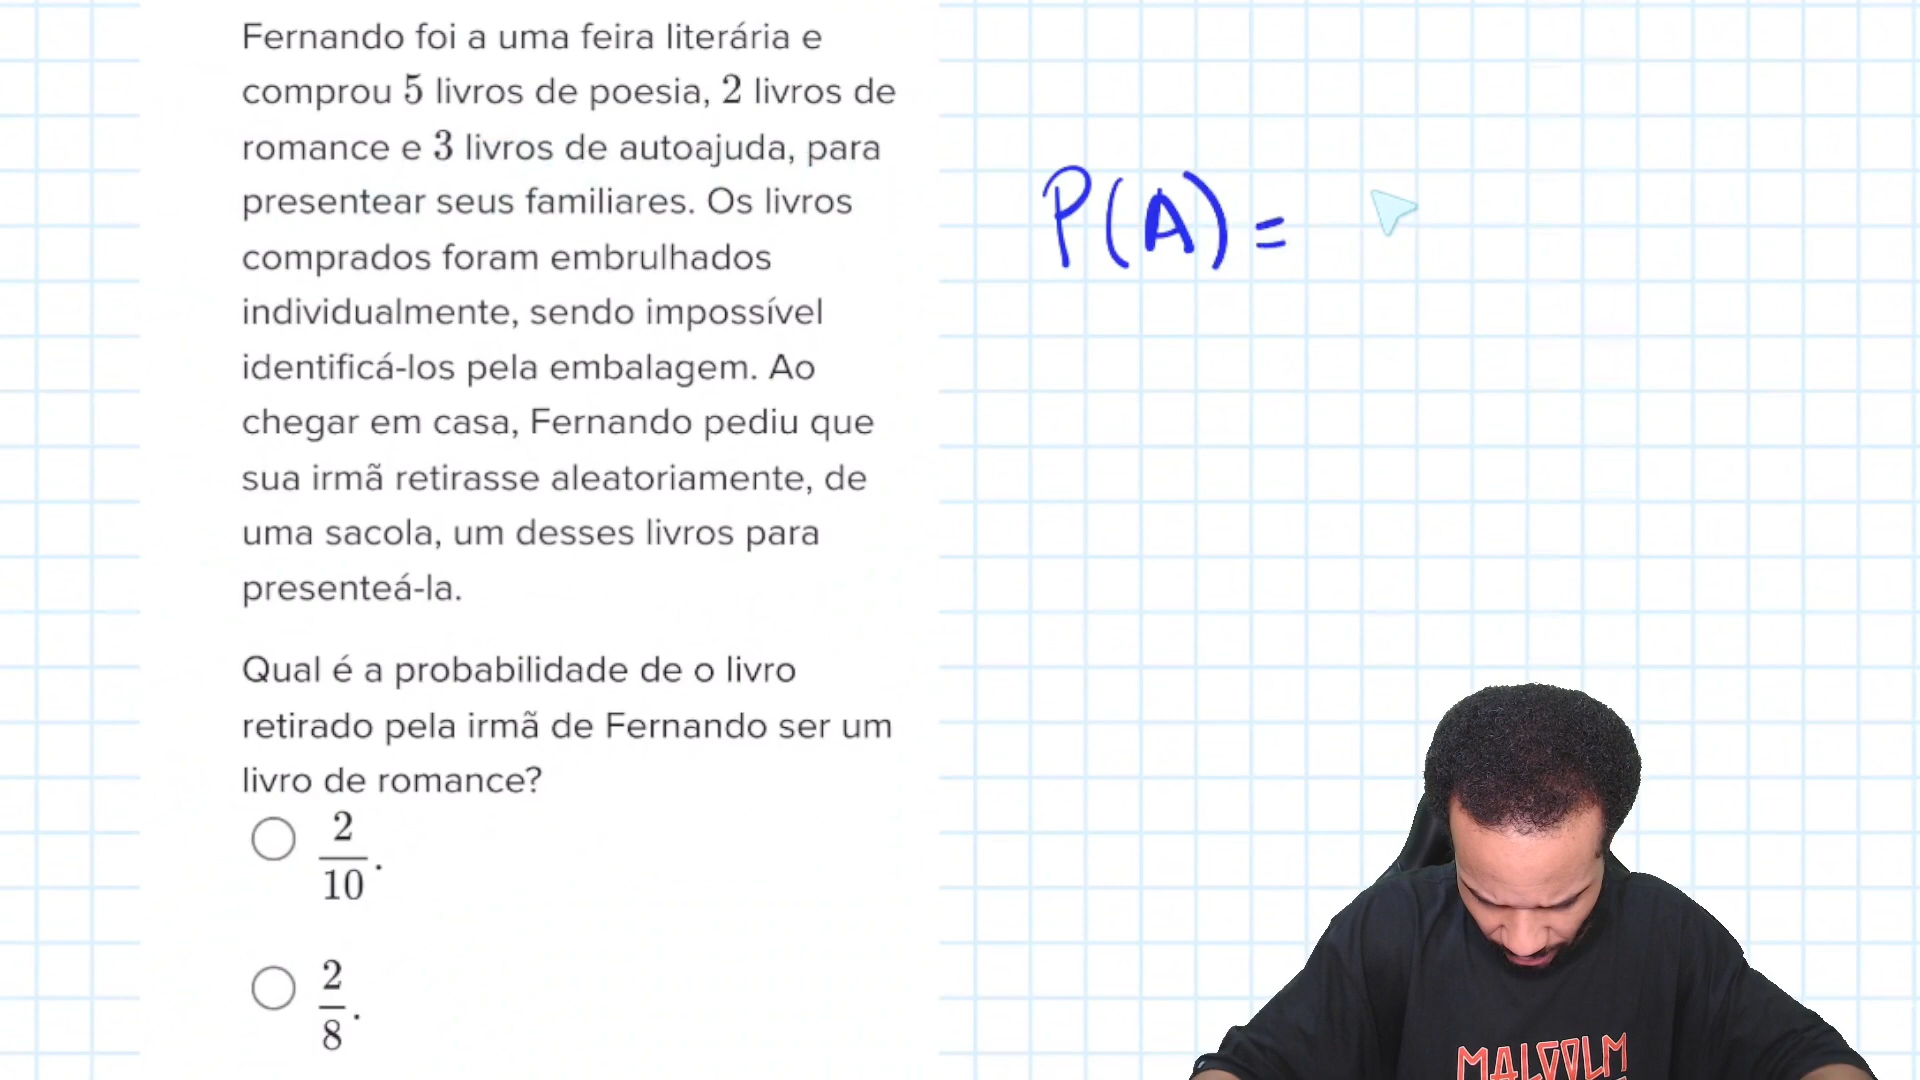 Fernando foi a uma feira literária e
comprou 5 livros de poesia, 2 livros de
romance e 3 livros de autoajuda, para
presentear seus familiares. Os livros
comprados foram embrulhados
individualmente, sendo impossível
identificá-los pela embalagem. Ao
chegar em casa, Fernando pediu que
sua irmã retirasse aleatoriamente, de
uma sacola, um desses livros para
presenteá-la.
Qual é a probabilidade de o livro
retirado pela irmã de Fernando ser um
livro de romance?
2
10.
2
8.
P(A) =
MALCOLM